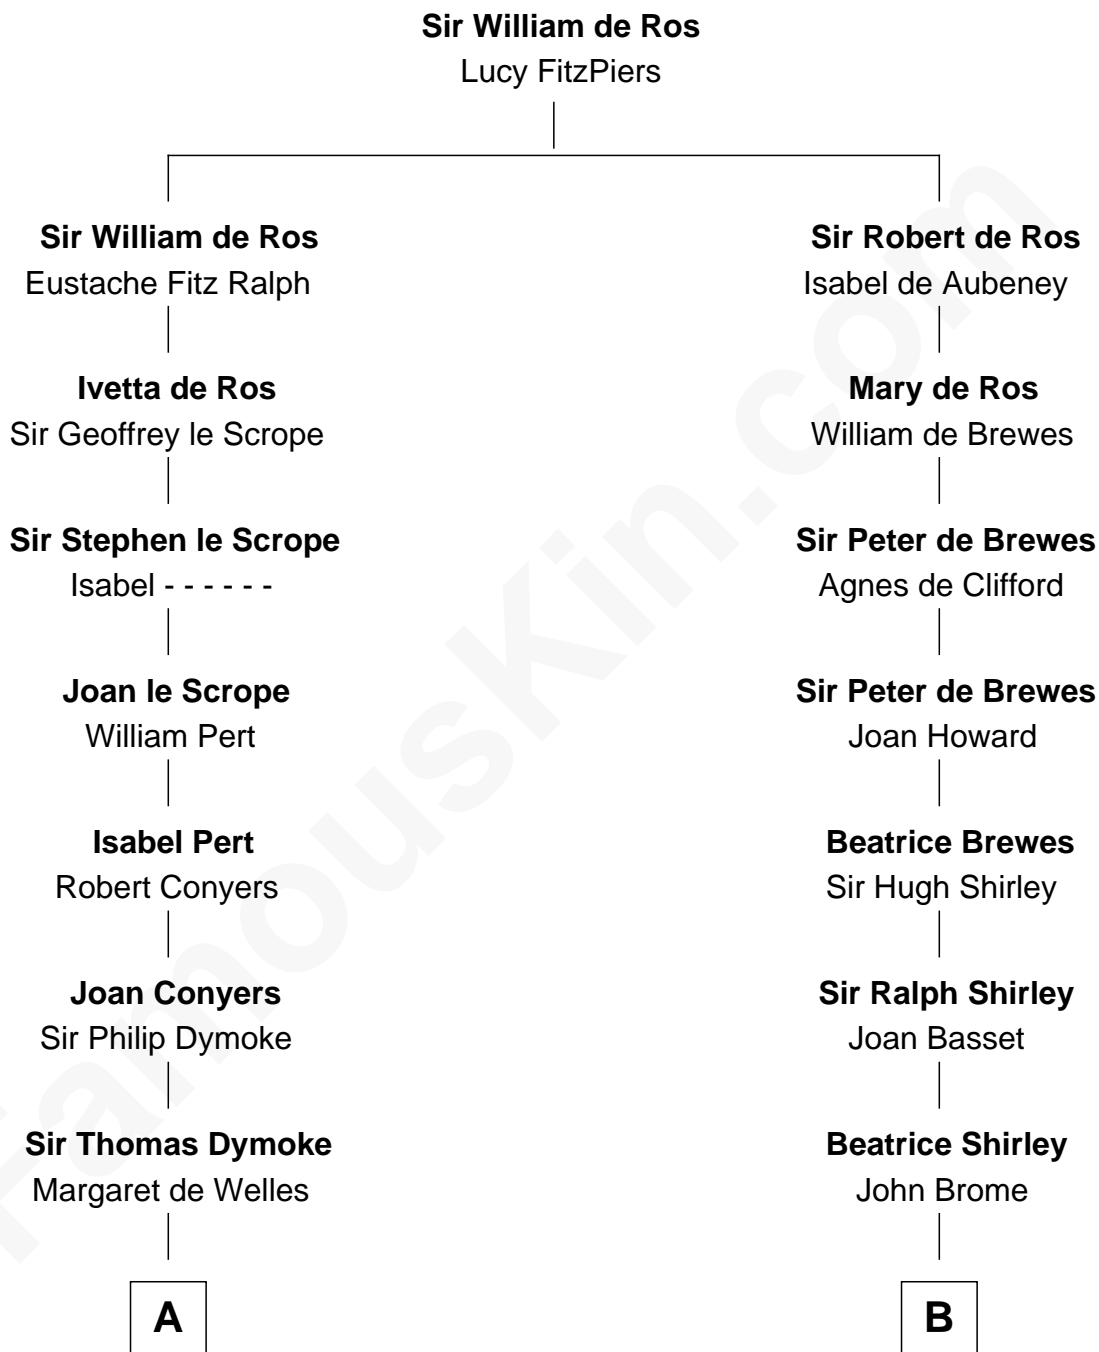 Sir William de Ros
Lucy FitzPiers
Sir William de Ros
Eustache Fitz Ralph
Ivetta de Ros
Sir Geoffrey le Scrope
Sir Stephen le Scrope
Isabel - - - - - -
Joan le Scrope
William Pert
Isabel Pert
Robert Conyers
Joan Conyers
Sir Philip Dymoke
Sir Thomas Dymoke
Margaret de Welles
A
Sir Robert de Ros
Isabel de Aubeney
Mary de Ros
William de Brewes
Sir Peter de Brewes
Agnes de Clifford
Sir Peter de Brewes
Joan Howard
Beatrice Brewes
Sir Hugh Shirley
Sir Ralph Shirley
Joan Basset
Beatrice Shirley
John Brome
B
FamousKin.com